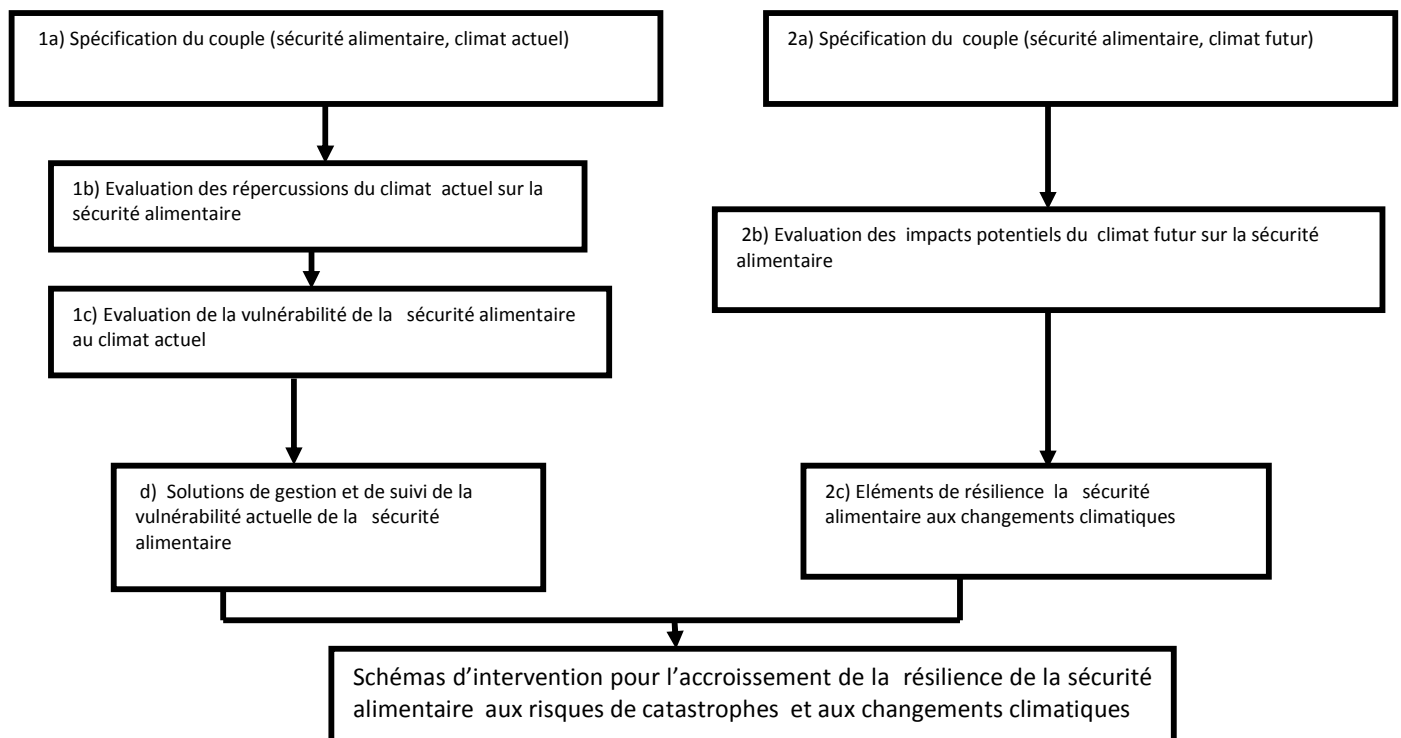 1a) Spécification du couple (sécurité alimentaire, climat actuel)
2a) Spécification du couple (sécurité alimentaire, climat futur)
1b) Evaluation des répercussions du climat actuel sur la
sécurité alimentaire
2b) Evaluation des impacts potentiels du climat futur sur la sécurité
alimentaire
1c) Evaluation de la vulnérabilité de la sécurité alimentaire
au climat actuel
d) Solutions de gestion et de suivi de la
vulnérabilité actuelle de la sécurité
alimentaire
2c) Eléments de résilience la sécurité
alimentaire aux changements climatiques
Schémas d’intervention pour l’accroissement de la résilience de la sécurité
alimentaire aux risques de catastrophes et aux changements climatiques